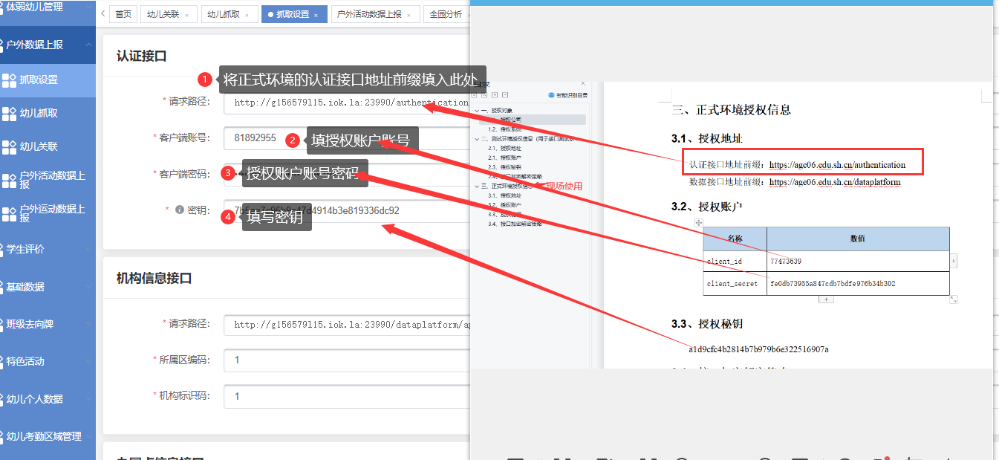 体弱幼儿管理
户外数据上报
抓取设置
幼儿抓取
幼儿关联
户外活动数据上
报
户外运动数据上
报
学生评价
基础数据
班级去向牌
特色活动
幼儿个人数据
幼儿考勤区域管理
首页
幼儿关联 ×
幼儿抓取 ×
抓取设置 ×
户外活动数据上报 ×
全园分析
认证接口
1 将正式环境的认证接口地址前缀填入此处
* 请求路径: http://g156579l15.iok.la:23990/authentication
* 客户端账号: 81892955
2 填授权账户账号
* 客户端密码:
3 授权账户账号密码
* 密钥:
47d4914b3e819336dc92
4 填写密钥
机构信息接口
* 请求路径: http://g156579l15.iok.la:23990/dataplatform/ap
* 所属区编码: 1
* 机构标识码: 1
目录
智能识别目录
一、授权对象
授权公司
1.2、授权系统
二、测试环境授权信息（用于接口测试
2.1、授权地址
2.1、授权账户
2.1、授权秘钥
接口加密解密策略
三、正式环境授权信息
现场使用
3.1、授权地址
3.2、授权账户
3.4、接口加密解密策略
三、正式环境授权信息
3.1、授权地址
认证接口地址前缀：https://age06.edu.sh.cn/authentication
数据接口地址前缀：https://age06.edu.sh.cn/dataplatform
3.2、授权账户
名称 数值
client_id 77473639
client_secret fe0db73955a847cdb7bdfe976b34b302
3.3、授权秘钥
a1d9cfc4b2814b7b979b6e322516907a